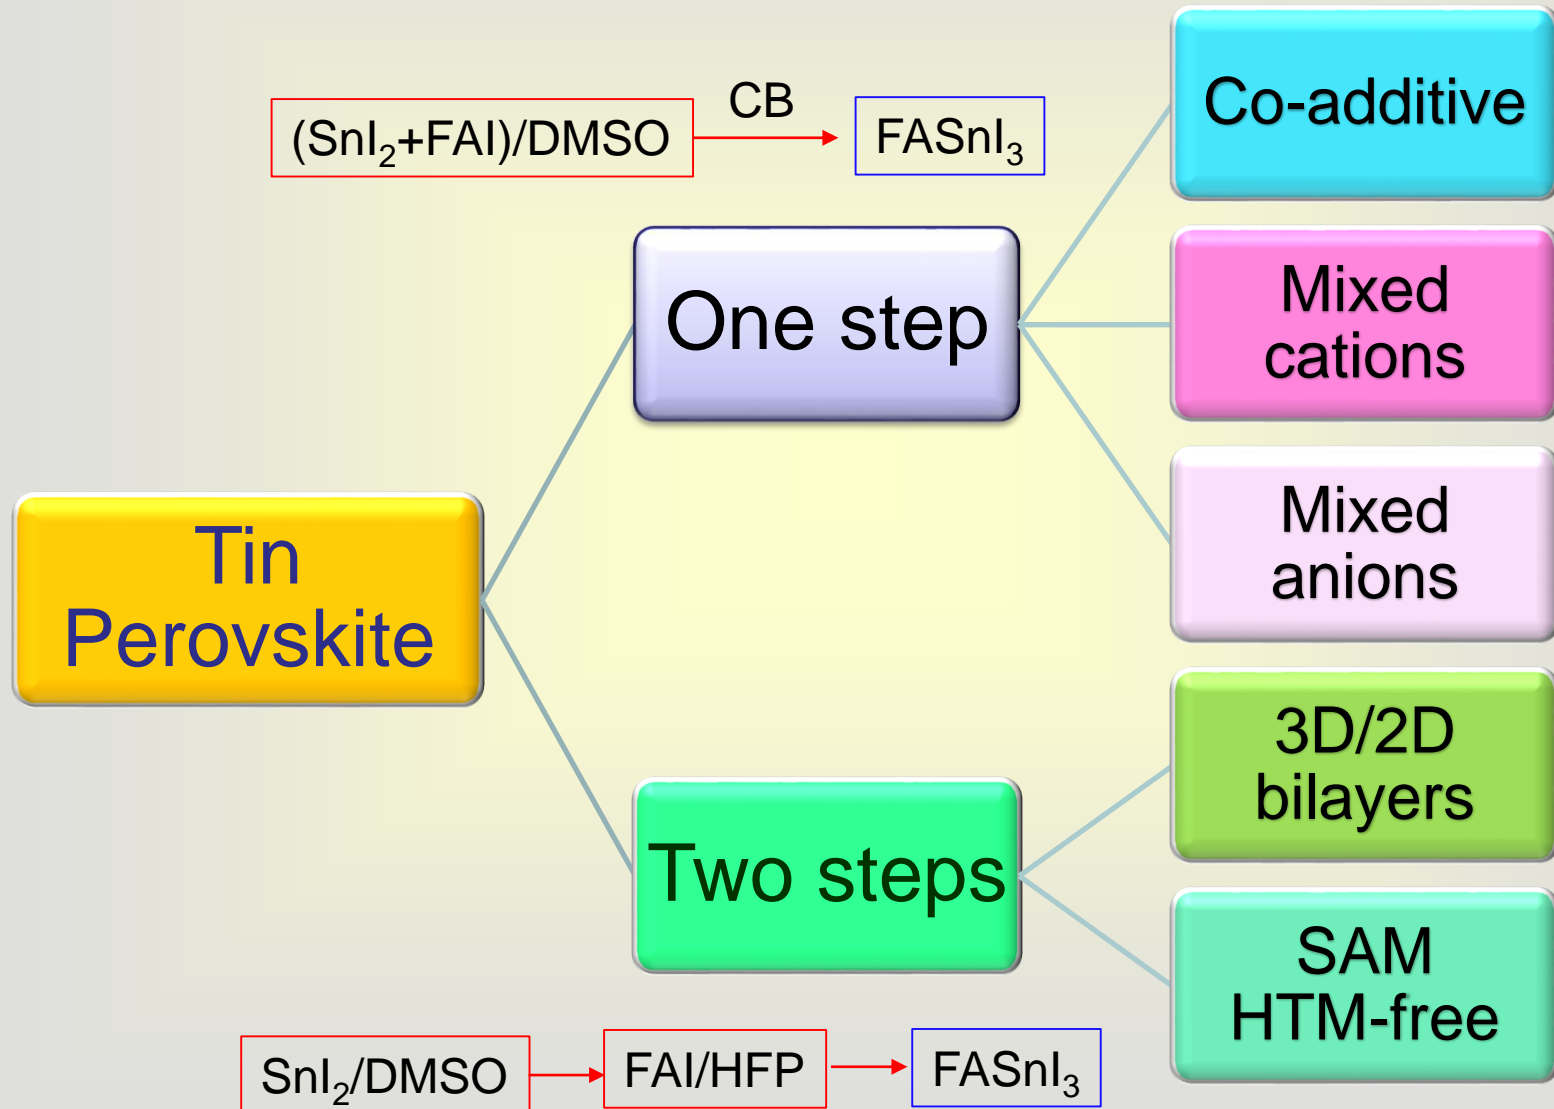 CB
(SnI₂+FAI)/DMSO
FASnI₃
Co-additive
One step
Mixed
cations
Mixed
anions
Tin
Perovskite
3D/2D
bilayers
Two steps
SAM
HTM-free
SnI₂/DMSO
FAI/HFP
FASnI₃